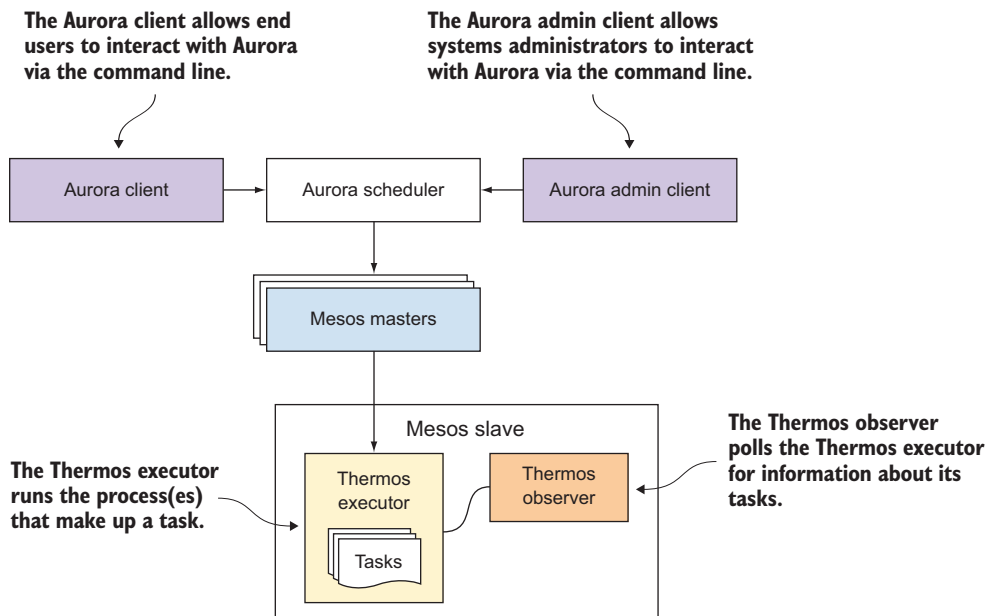 The Aurora client allows end
users to interact with Aurora
via the command line.
The Aurora admin client allows
systems administrators to interact
with Aurora via the command line.
Aurora client
Aurora scheduler
Aurora admin client
Mesos masters
Mesos slave
The Thermos executor
runs the process(es)
that make up a task.
Thermos
executor
Tasks
Thermos
observer
The Thermos observer
polls the Thermos executor
for information about its
tasks.